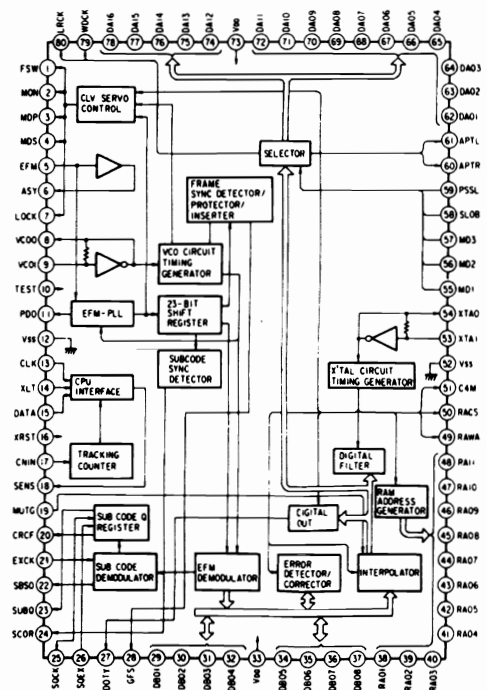 LRCK
WDCK
DA16
DA15
DA14
DA13
DA12
VDD
DA11
DA10
DA09
DA08
DA07
DA06
DA05
DA04
80 79 78 77 76 75 74 73 72 71 70 69 68 67 66 65
FSW 1
MON 2
MDP 3
MDS 4
EFM 5
ASY 6
LOCK 7
VCOO 8
VCOI 9
TEST 10
PDO 11
Vss 12
CLK 13
XLT 14
DATA 15
XRST 16
CNIN 17
SENS 18
MUTG 19
CRCF 20
EXCK 21
SBSO 22
SUBQ 23
SCOR 24
CLV SERVO
CONTROL
SELECTOR
FRAME
SYNC DETECTOR/
PROTECTOR/
INSERTER
VCO CIRCUIT
TIMING
GENERATOR
EFM-PLL
23-BIT
SHIFT
REGISTER
SUBCODE
SYNC
DETECTOR
CPU
INTERFACE
TRACKING
COUNTER
X'TAL CIRCUIT
TIMING GENERATOR
DIGITAL
FILTER
SUB CODE Q
REGISTER
CIGITAL
OUT
RAM
ADDRESS
GENERATOR
SUB CODE
DEMODULATOR
EFM
DEMODULATOR
ERROR
DETECTOR/
CORRECTOR
INTERPOLATOR
64 DA03
63 DA02
62 DA01
61 APTL
60 APTR
59 PSSL
58 SLOB
57 MD3
56 MD2
55 MD1
54 XTAO
53 XTAI
52 Vss
51 C4M
50 RACS
49 RAWA
48 RA11
47 RA10
46 RA09
45 RA08
44 RA07
43 RA06
42 RA05
41 RA04
25 26 27 28 29 30 31 32 33 34 35 36 37 38 39 40
SOCK
SOEX
DOTY
GFS
DB01
DB02
DB03
DB04
VDD
DB05
DB06
DB07
DB08
RA01
RA02
RA03